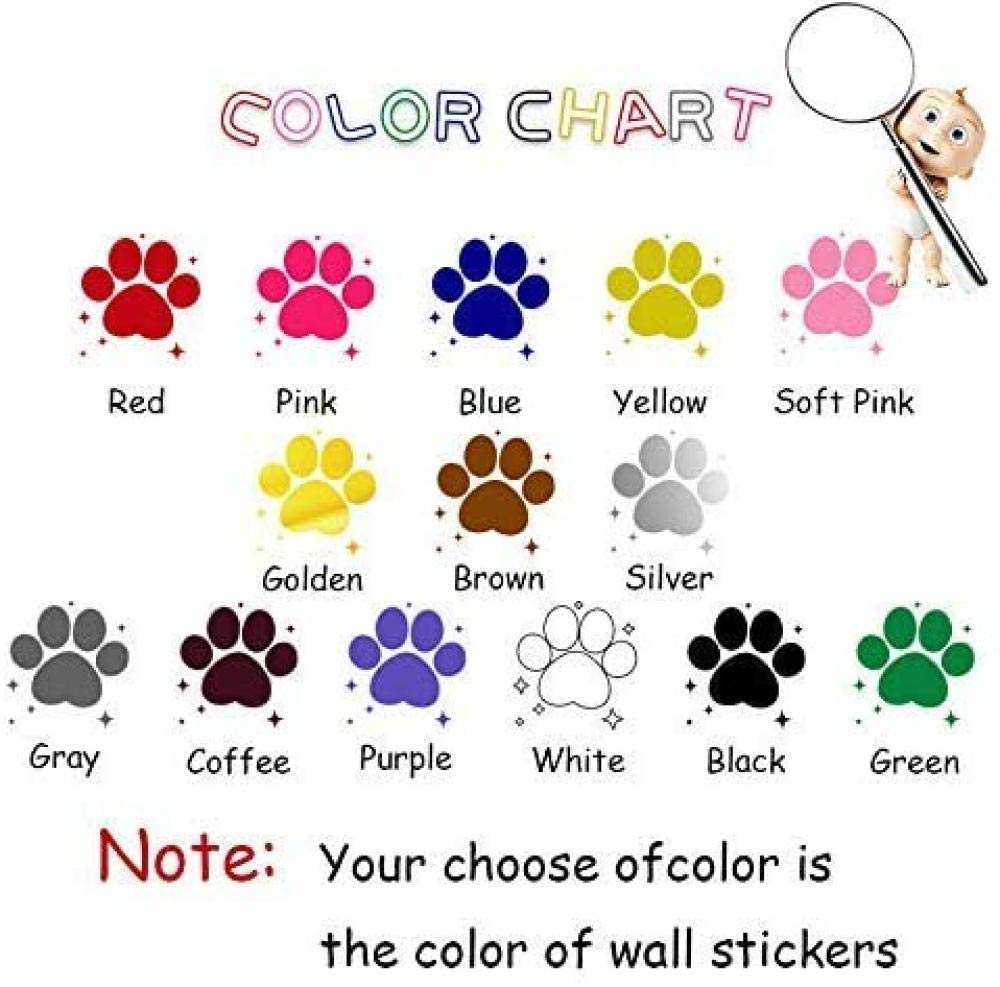 COLOR CHART
Red Pink Blue Yellow Soft Pink
Golden Brown Silver
Gray Coffee Purple White Black Green
Note: Your choose ofcolor is
the color of wall stickers